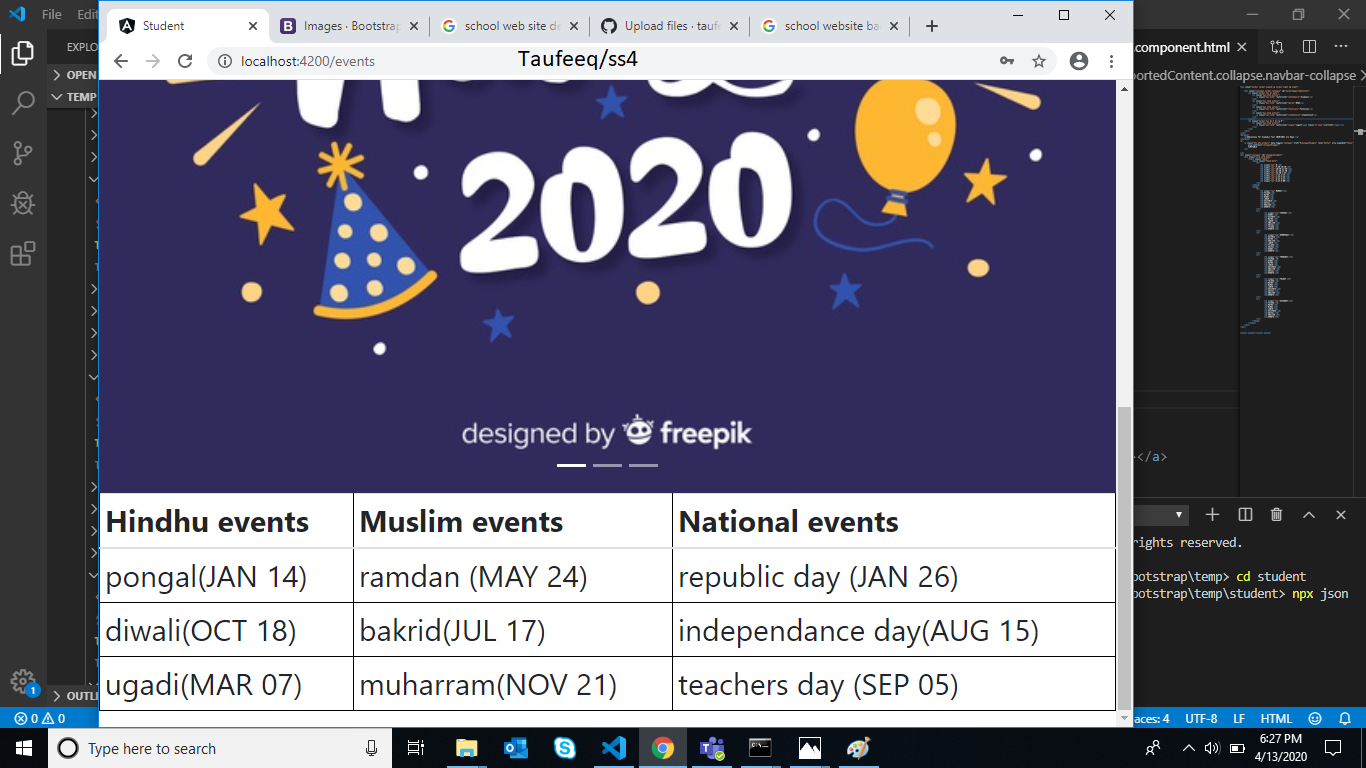 File Edit
Student
Images · Bootstrap
school web site de
Upload files · taufe
school website ba
localhost:4200/events
Taufeeq/ss4
EXPLO
OPEN
TEMP
OUTLI
.component.html
portedContent.collapse.navbar-collapse
2020
designed by freepik
Hindhu events Muslim events National events
pongal(JAN 14) ramdan (MAY 24) republic day (JAN 26)
diwali(OCT 18) bakrid(JUL 17) independance day(AUG 15)
ugadi(MAR 07) muharram(NOV 21) teachers day (SEP 05)
></a>
rights reserved.
ootstrap\temp> cd student
ootstrap\temp\student> npx json
1
0 0
aces: 4 UTF-8 LF HTML
Type here to search
6:27 PM
4/13/2020